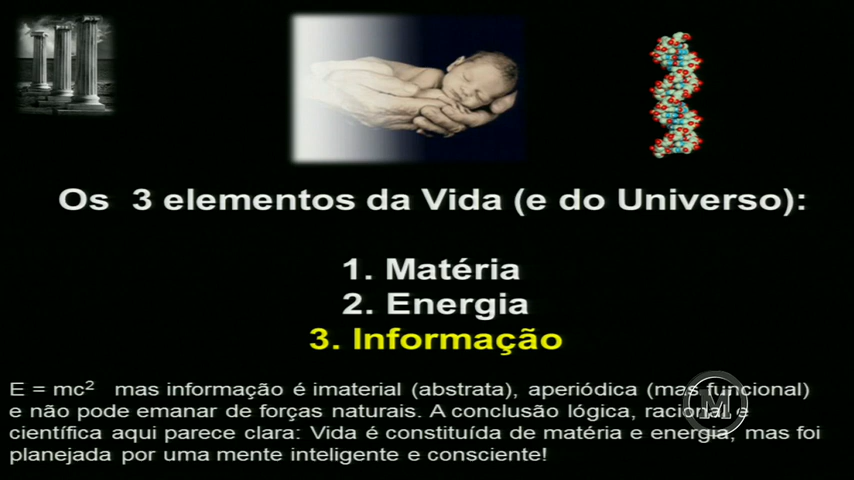 Os 3 elementos da Vida (e do Universo):
1. Matéria
2. Energia
3. Informação
E = mc² mas informação é imaterial (abstrata), aperiódica (mas funcional)
e não pode emanar de forças naturais. A conclusão lógica, racional e
científica aqui parece clara: Vida é constituída de matéria e energia, mas foi
planejada por uma mente inteligente e consciente!
M